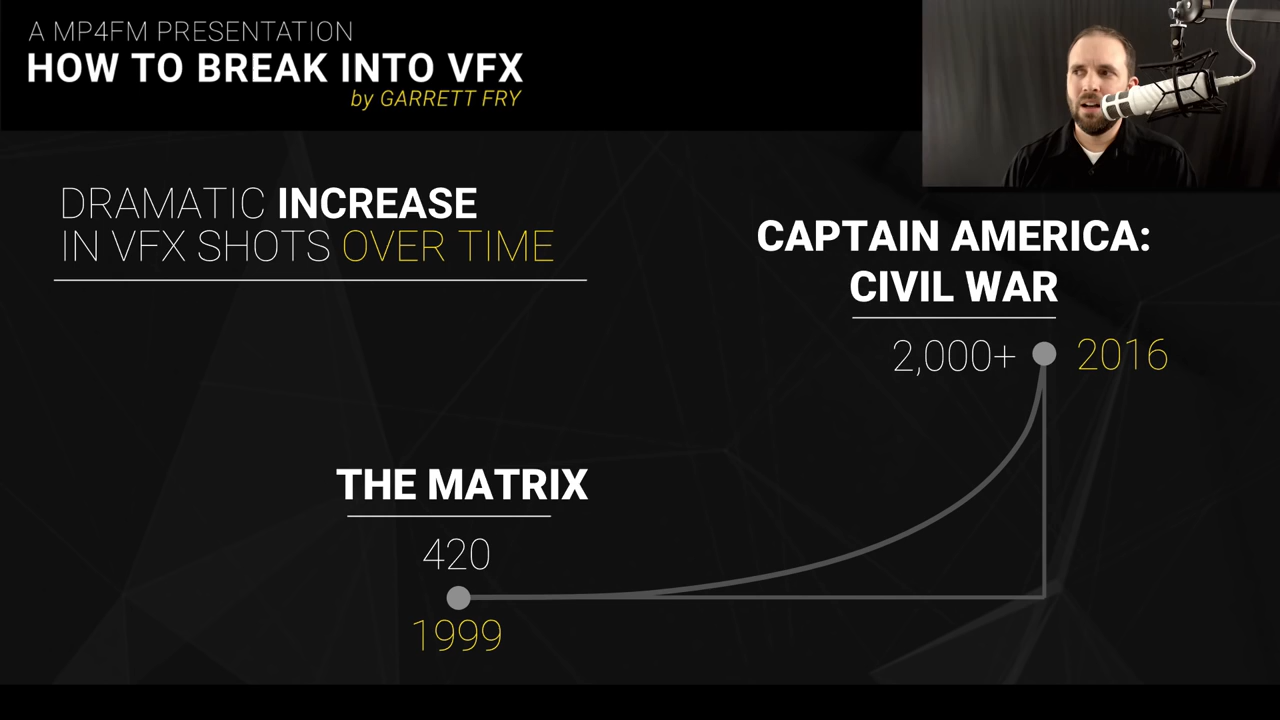 A MP4FM PRESENTATION
HOW TO BREAK INTO VFX
by GARRETT FRY
DRAMATIC INCREASE
IN VFX SHOTS OVER TIME
CAPTAIN AMERICA:
CIVIL WAR
2,000+ 2016
THE MATRIX
420
1999